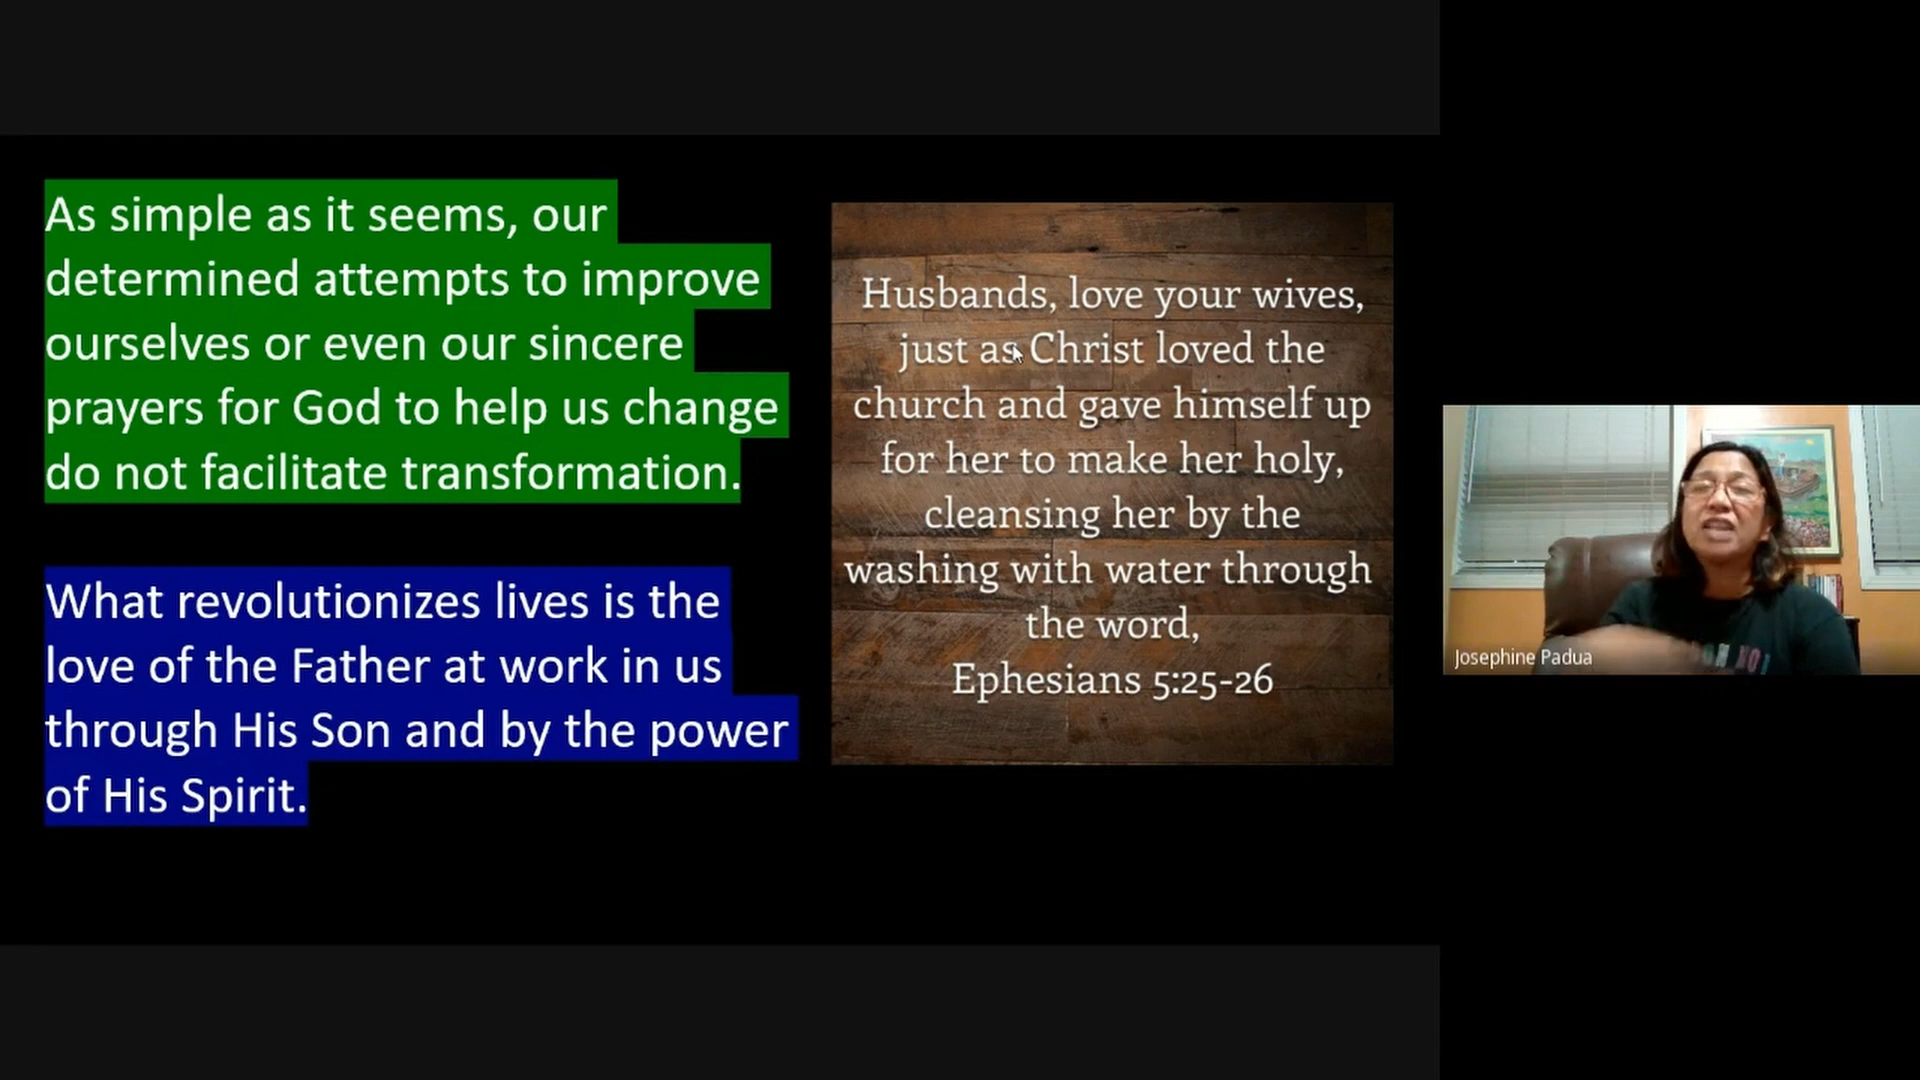 As simple as it seems, our
determined attempts to improve
ourselves or even our sincere
prayers for God to help us change
do not facilitate transformation.
What revolutionizes lives is the
love of the Father at work in us
through His Son and by the power
of His Spirit.
Husbands, love your wives,
just as Christ loved the
church and gave himself up
for her to make her holy,
cleansing her by the
washing with water through
the word,
Ephesians 5:25-26
Josephine Padua